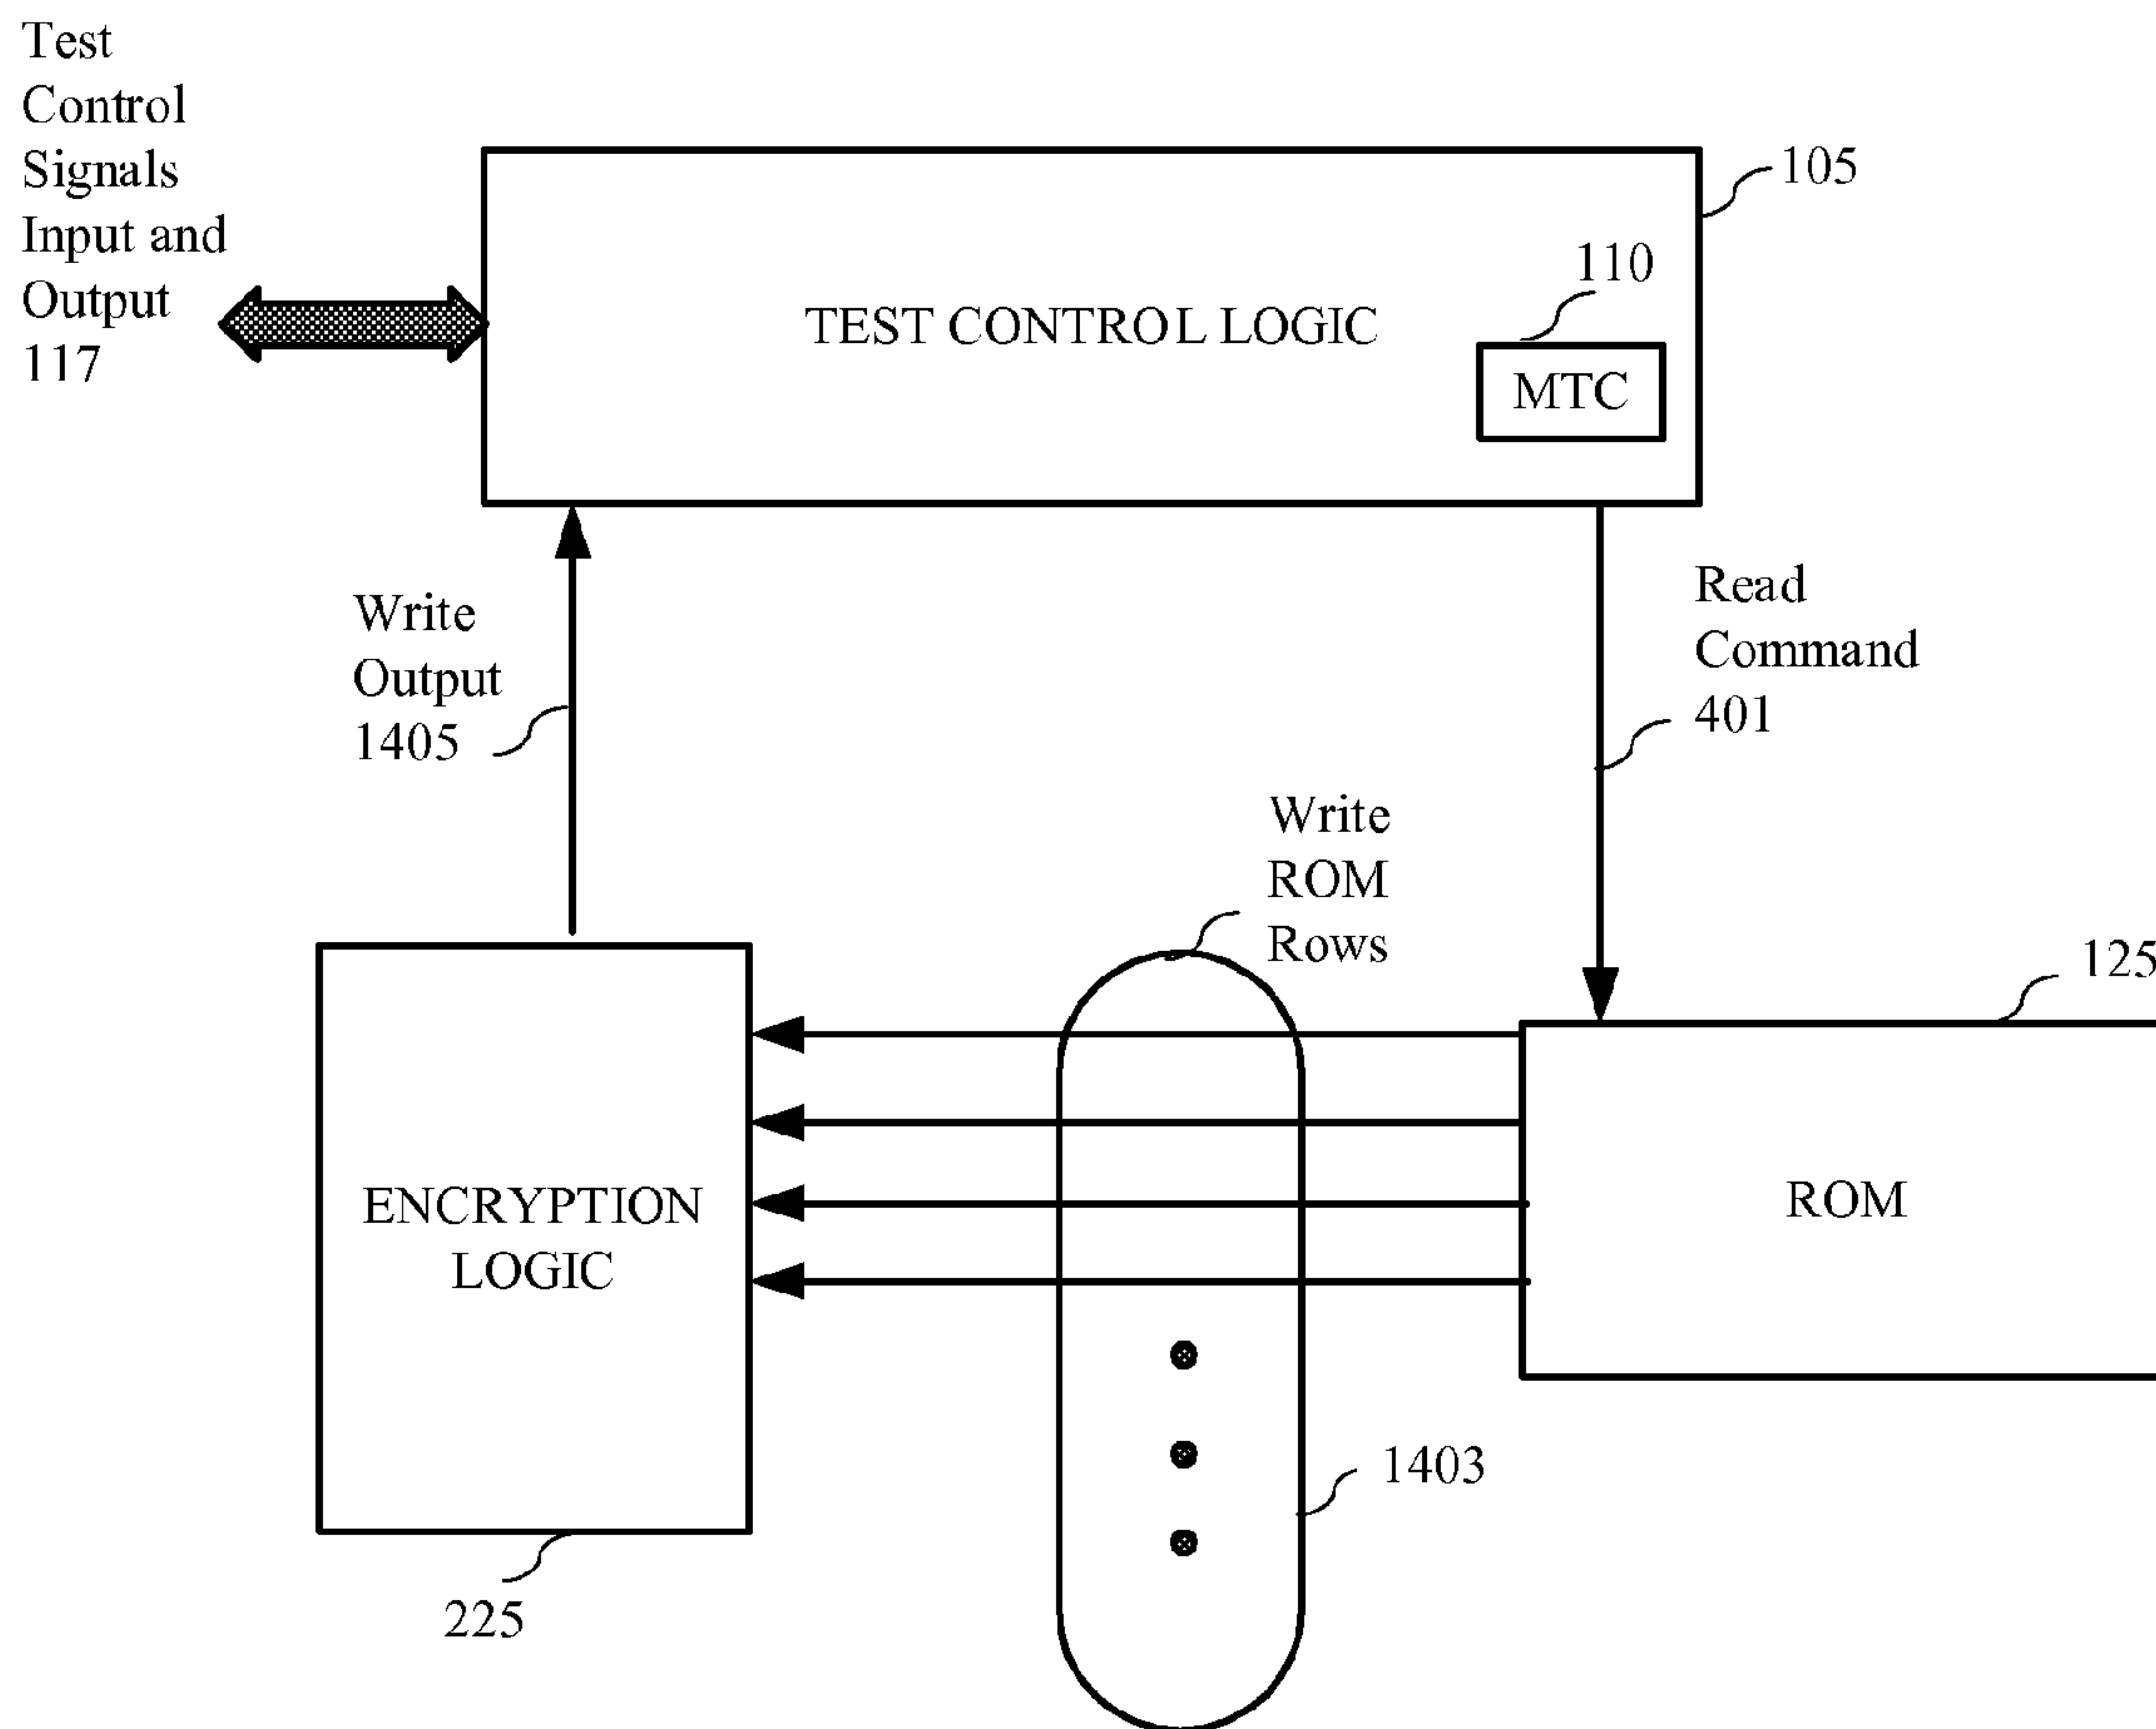 Test
Control
Signals
Input and
Output
117
105
110
TEST CONTROL LOGIC
MTC
Write
Output
1405
Read
Command
401
Write
ROM
Rows
125
ENCRYPTION
LOGIC
ROM
1403
225